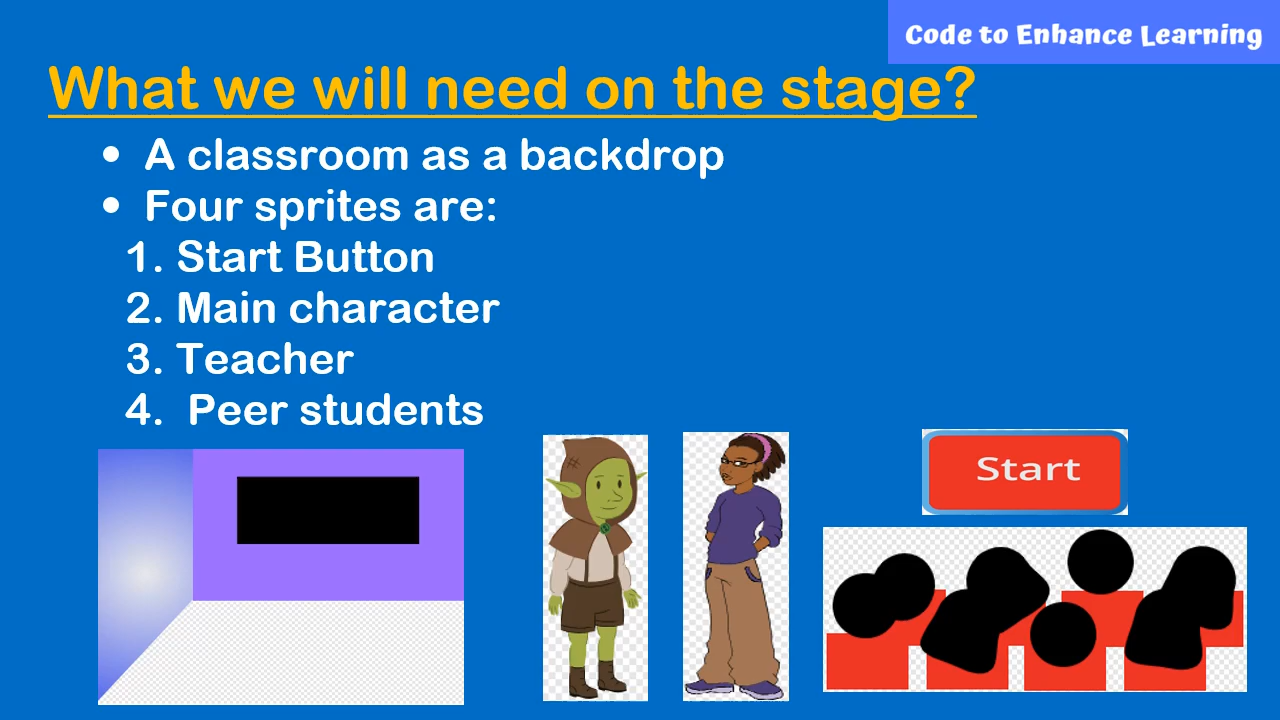 Code to Enhance Learning
What we will need on the stage?
• A classroom as a backdrop
• Four sprites are:
1. Start Button
2. Main character
3. Teacher
4. Peer students
Start